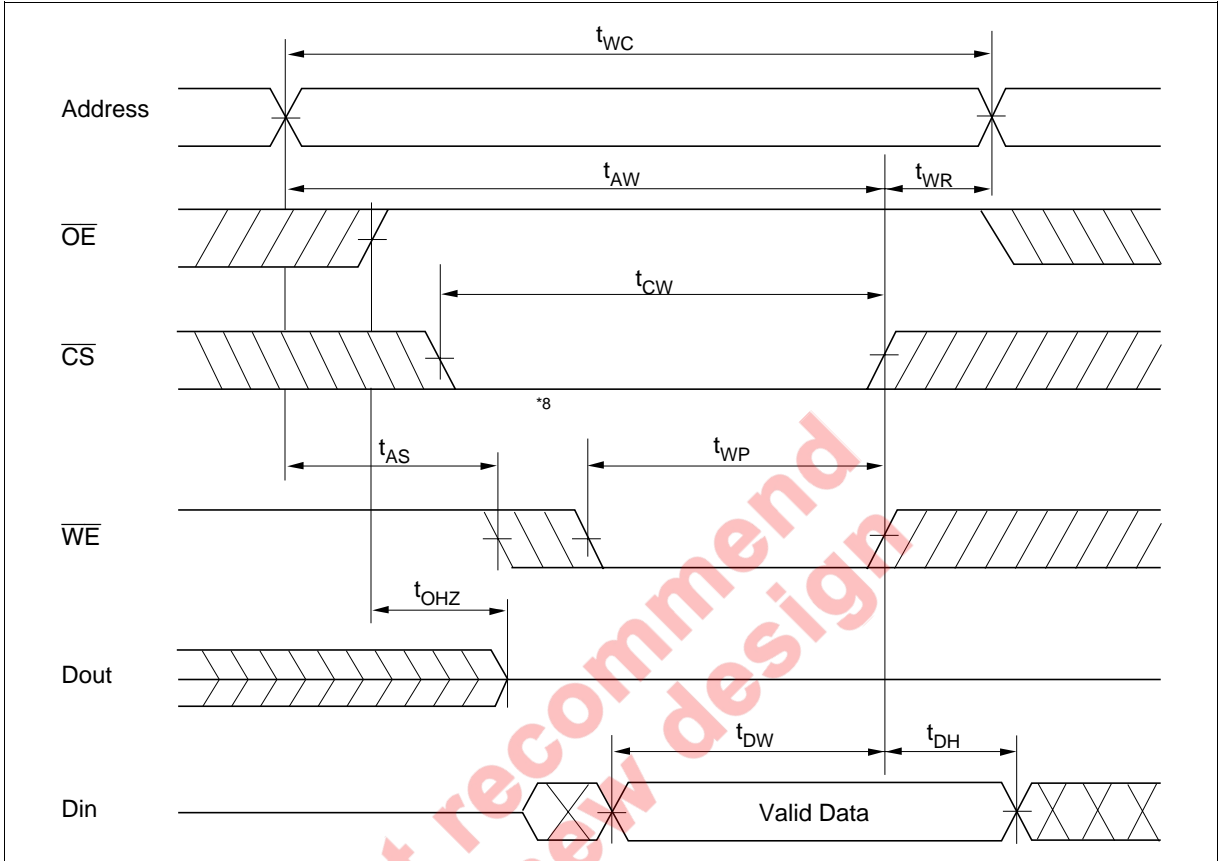 tWC
Address
tAW
tWR
OE
tCW
CS
*8
tAS
tWP
WE
tOHZ
Dout
tDW
tDH
Din
Valid Data
recommend
design